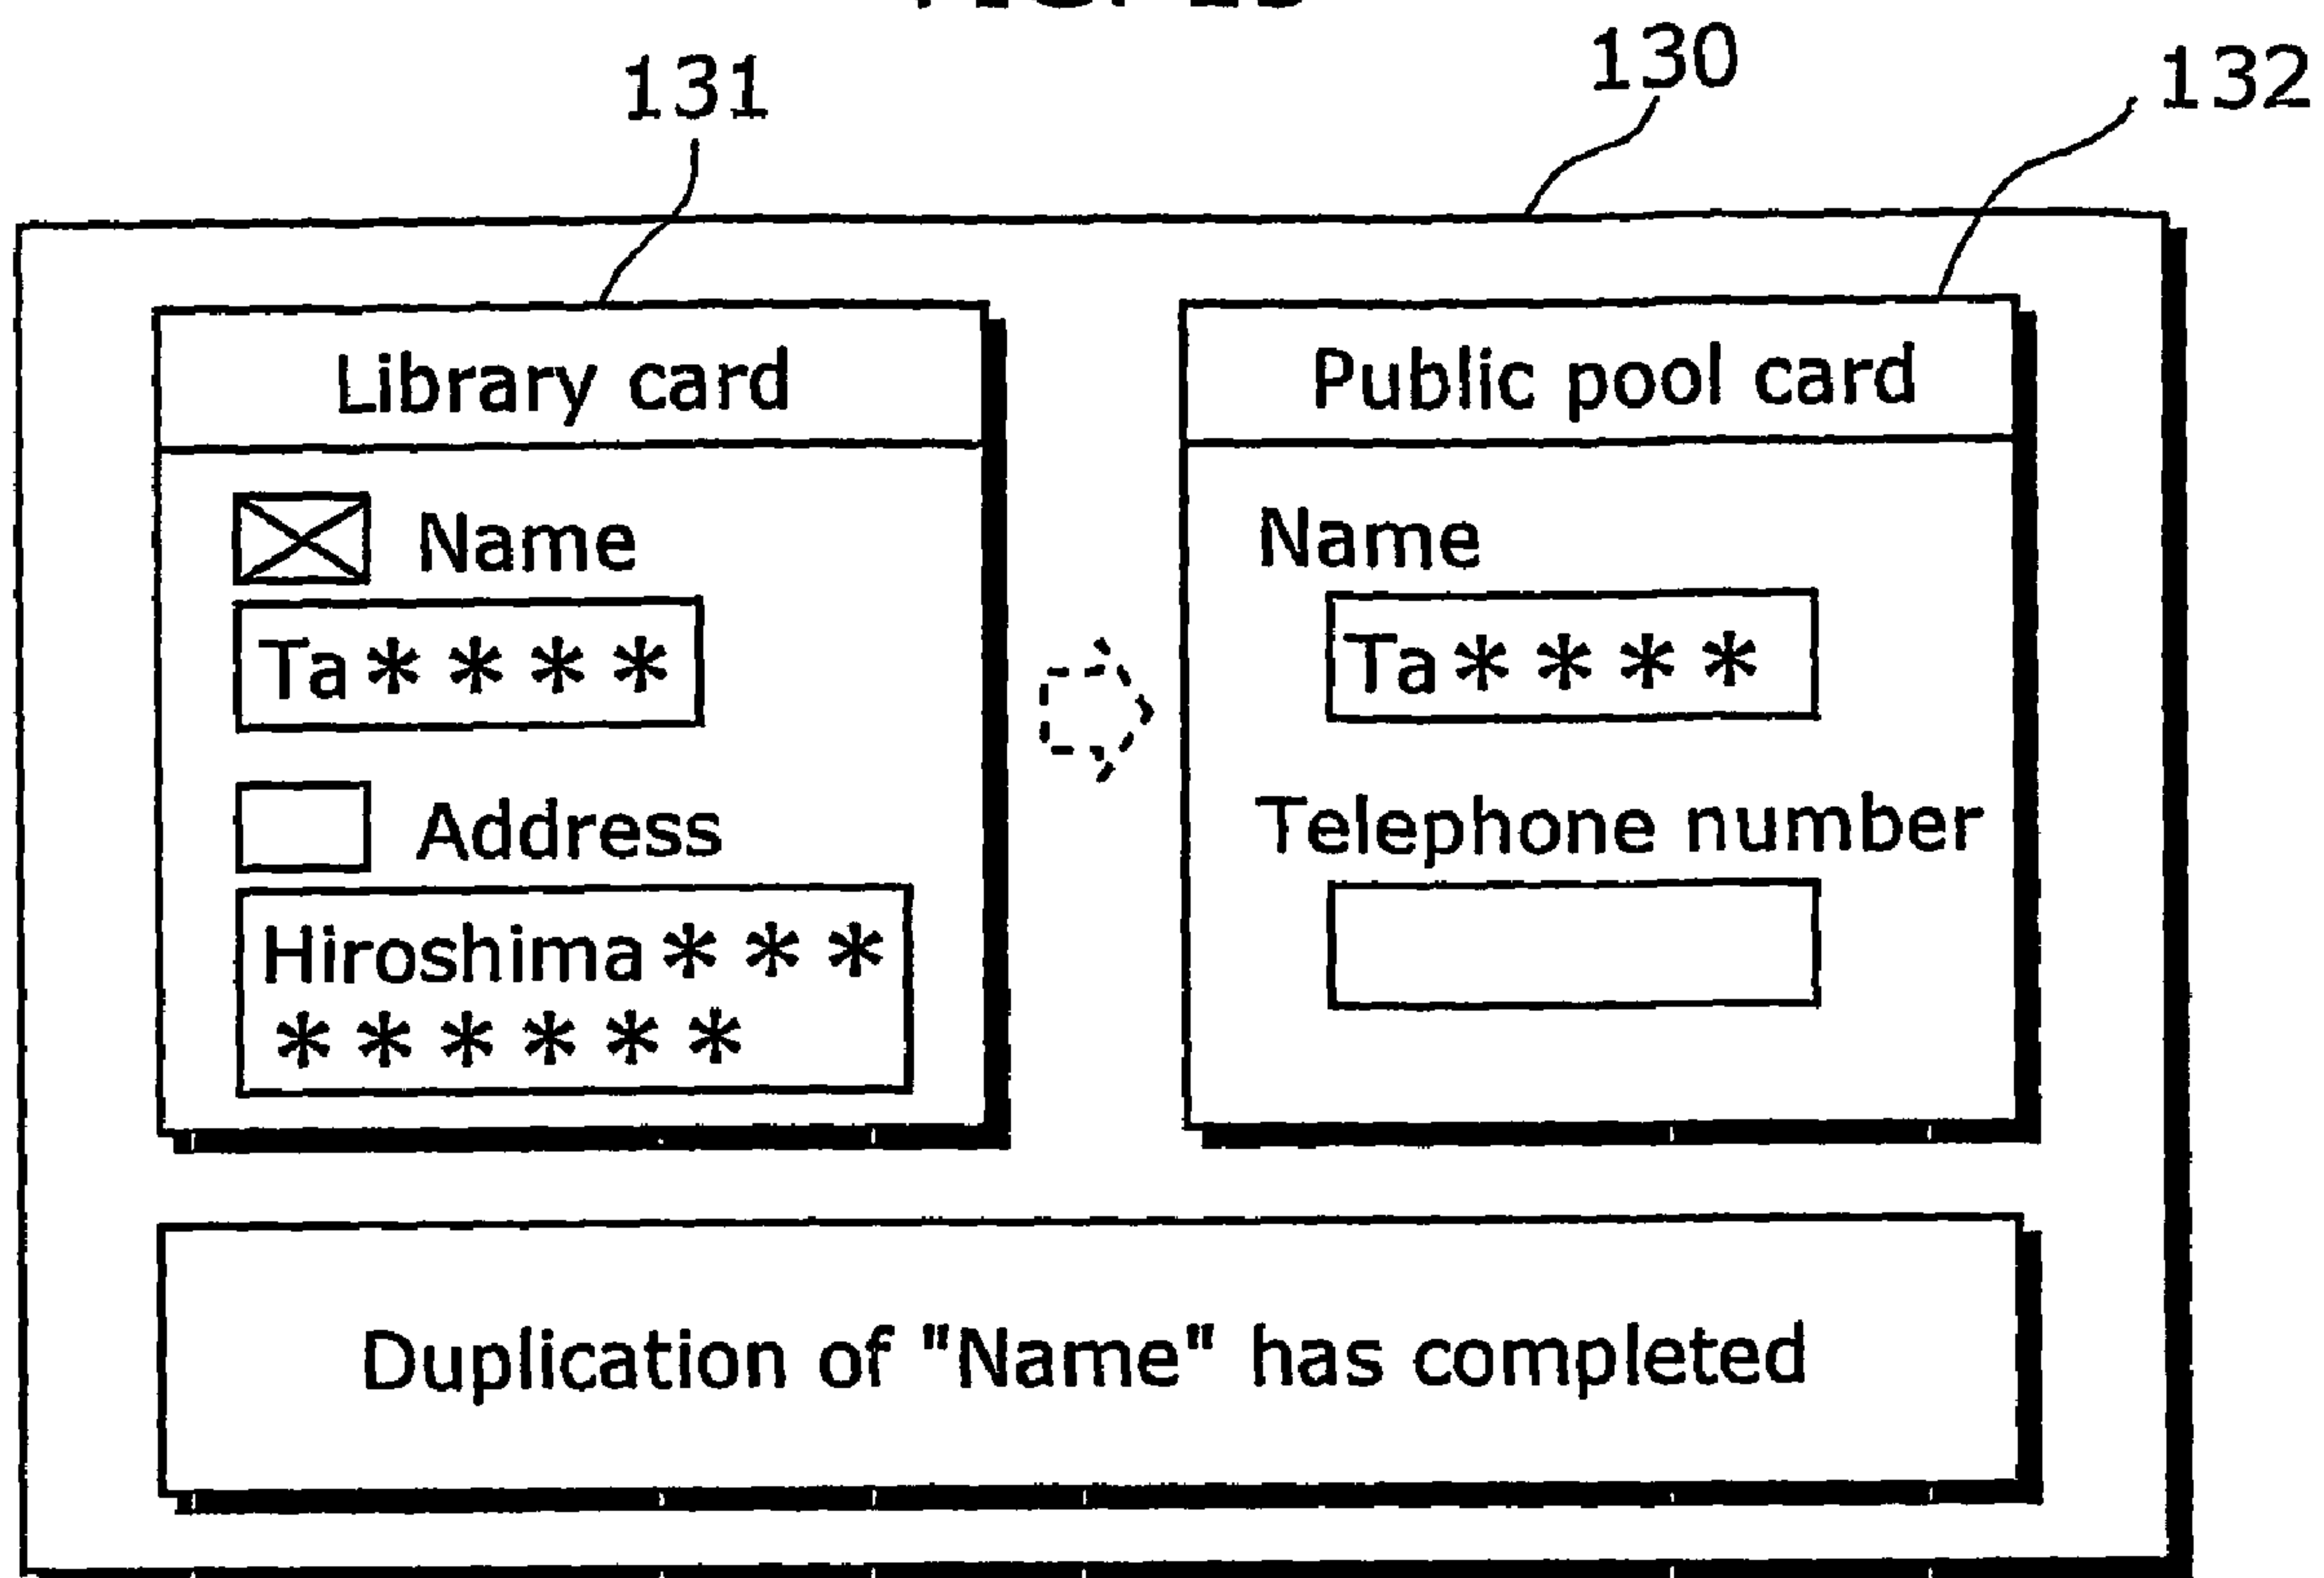 131
130
132
Library card
Public pool card
Name
Ta****
Address
Hiroshima***
******
Name
Ta****
Telephone number
Duplication of "Name" has completed